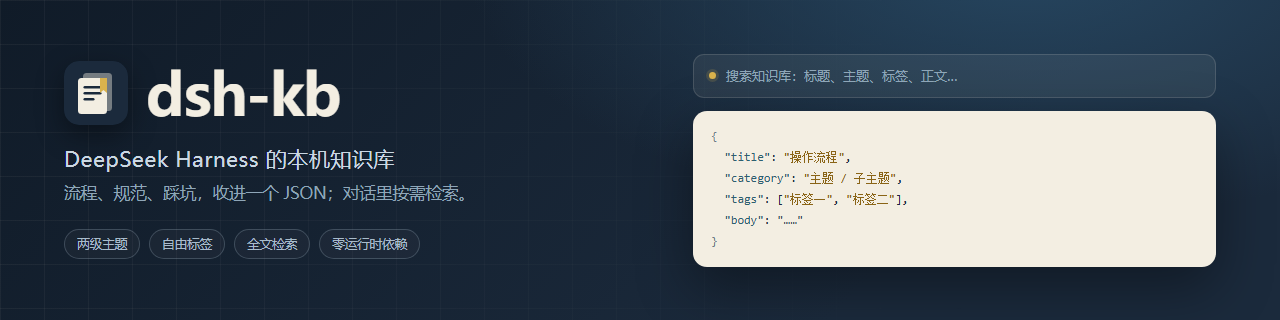 dsh-kb
DeepSeek Harness 的本机知识库
流程、规范、踩坑，收进一个 JSON；对话里按需检索。
两级主题
自由标签
全文检索
零运行时依赖
搜索知识库：标题、主题、标签、正文...
{
"title": "操作流程",
"category": "主题 / 子主题",
"tags": ["标签一", "标签二"],
"body": "……"
}